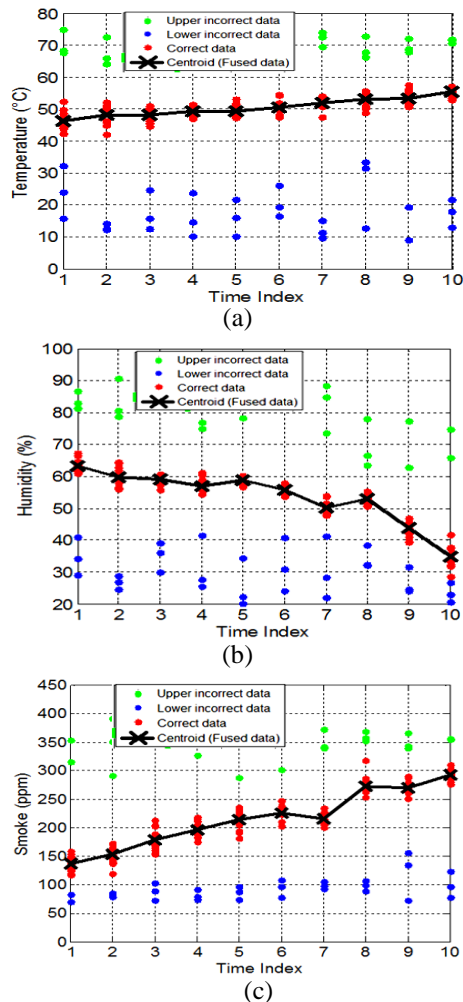 80
70
60
50
40
30
20
10
0
Temperature (°C)
Upper incorrect data
Lower incorrect data
Correct data
Centroid (Fused data)
1 2 3 4 5 6 7 8 9 10
Time Index
(a)
100
90
80
70
60
50
40
30
20
Humidity (%)
Upper incorrect data
Lower incorrect data
Correct data
Centroid (Fused data)
1 2 3 4 5 6 7 8 9 10
Time Index
(b)
450
400
350
300
250
200
150
100
50
0
Smoke (ppm)
Upper incorrect data
Lower incorrect data
Correct data
Centroid (Fused data)
1 2 3 4 5 6 7 8 9 10
Time Index
(c)